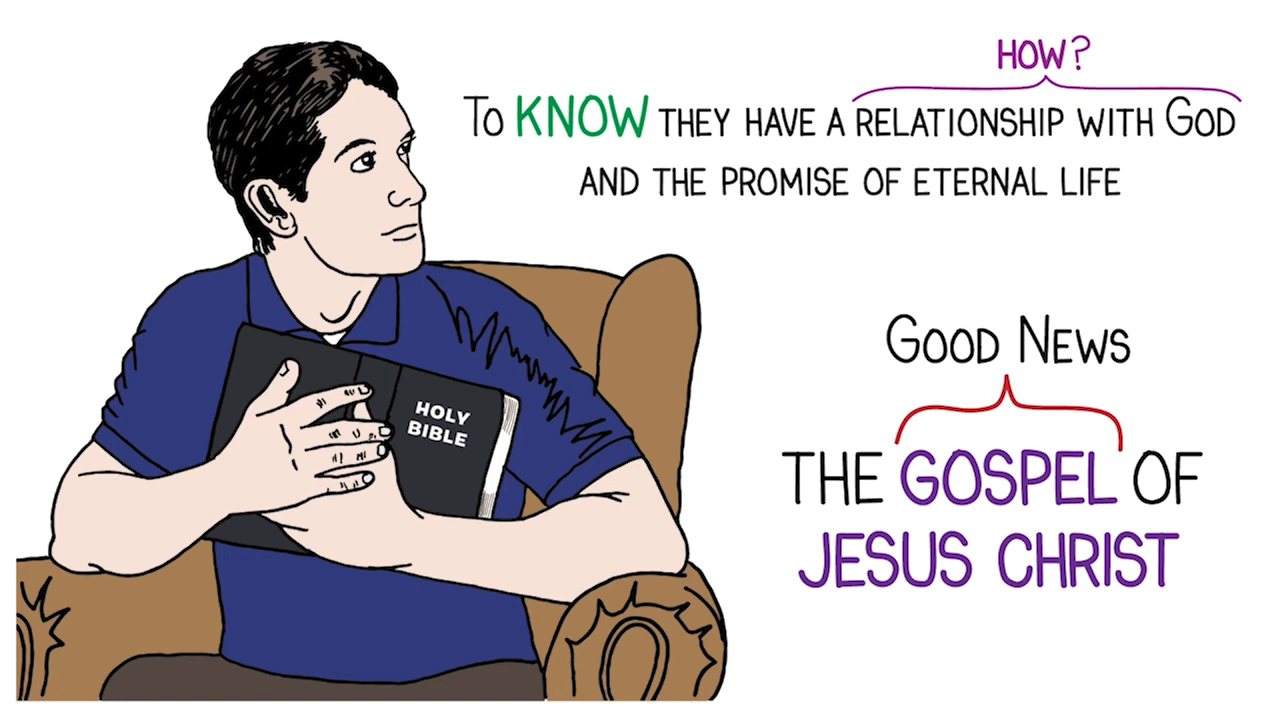 HOW?
To KNOW THEY HAVE A RELATIONSHIP WITH GOD
AND THE PROMISE OF ETERNAL LIFE
GOOD NEWS
HOLY
BIBLE
THE GOSPEL OF
JESUS CHRIST